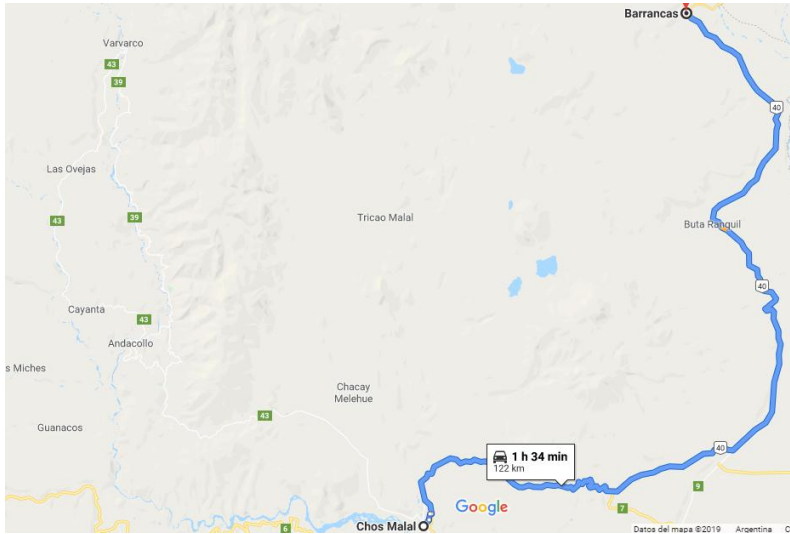 Barrancas
Varvarco
43
39
40
Las Ovejas
43
39
Tricao Malal
Buta Ranquil
40
Cayanta
43
Andacollo
s Miches
Chacay
Melehue
43
Guanacos
40
1 h 34 min
122 km
9
Google
7
6
Chos Malal
Datos del mapa ©2019 Argentina C